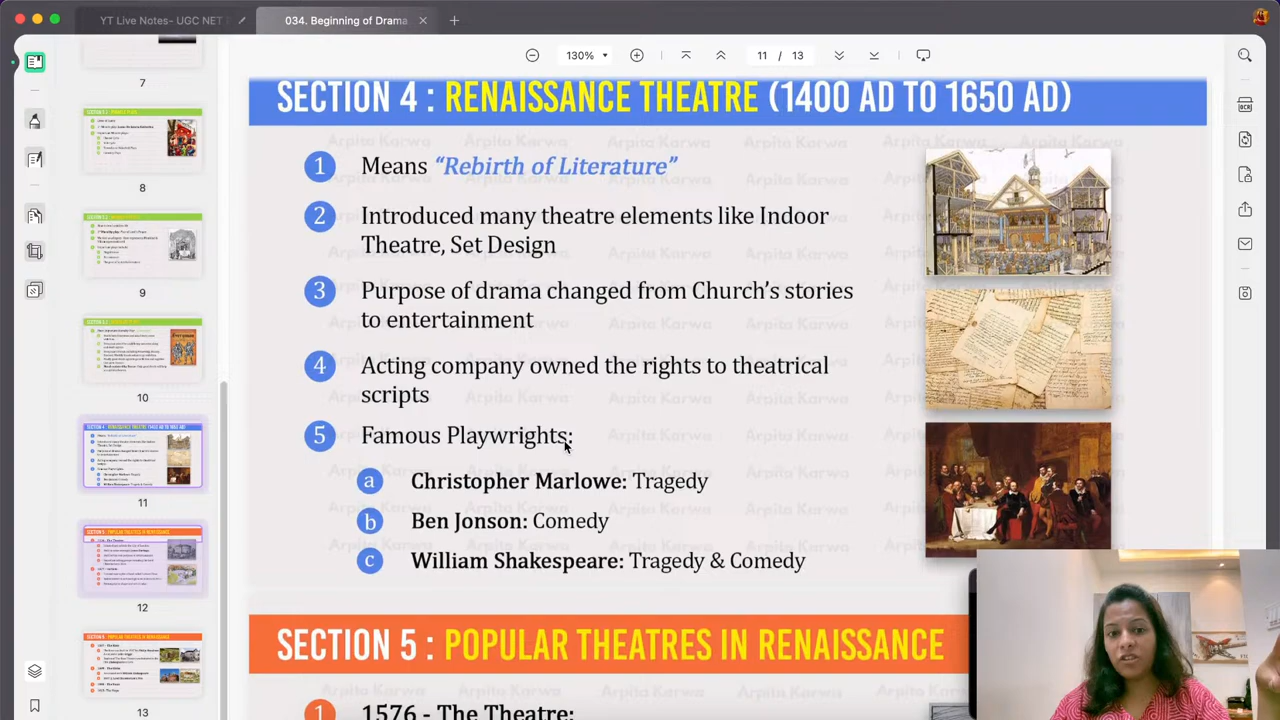 YT Live Notes- UGC NET
034. Beginning of Drama
130%
11 / 13
SECTION 4 : RENAISSANCE THEATRE (1400 AD TO 1650 AD)
1 Means “Rebirth of Literature”
2 Introduced many theatre elements like Indoor
Theatre, Set Design
3 Purpose of drama changed from Church’s stories
to entertainment
4 Acting company owned the rights to theatrical
scripts
5 Famous Playwrights:
a Christopher Marlowe: Tragedy
b Ben Jonson: Comedy
c William Shakespeare: Tragedy & Comedy
SECTION 5 : POPULAR THEATRES IN RENAISSANCE
1 1576 - The Theatre:
7
8
9
10
11
12
13
Arpita Karwa